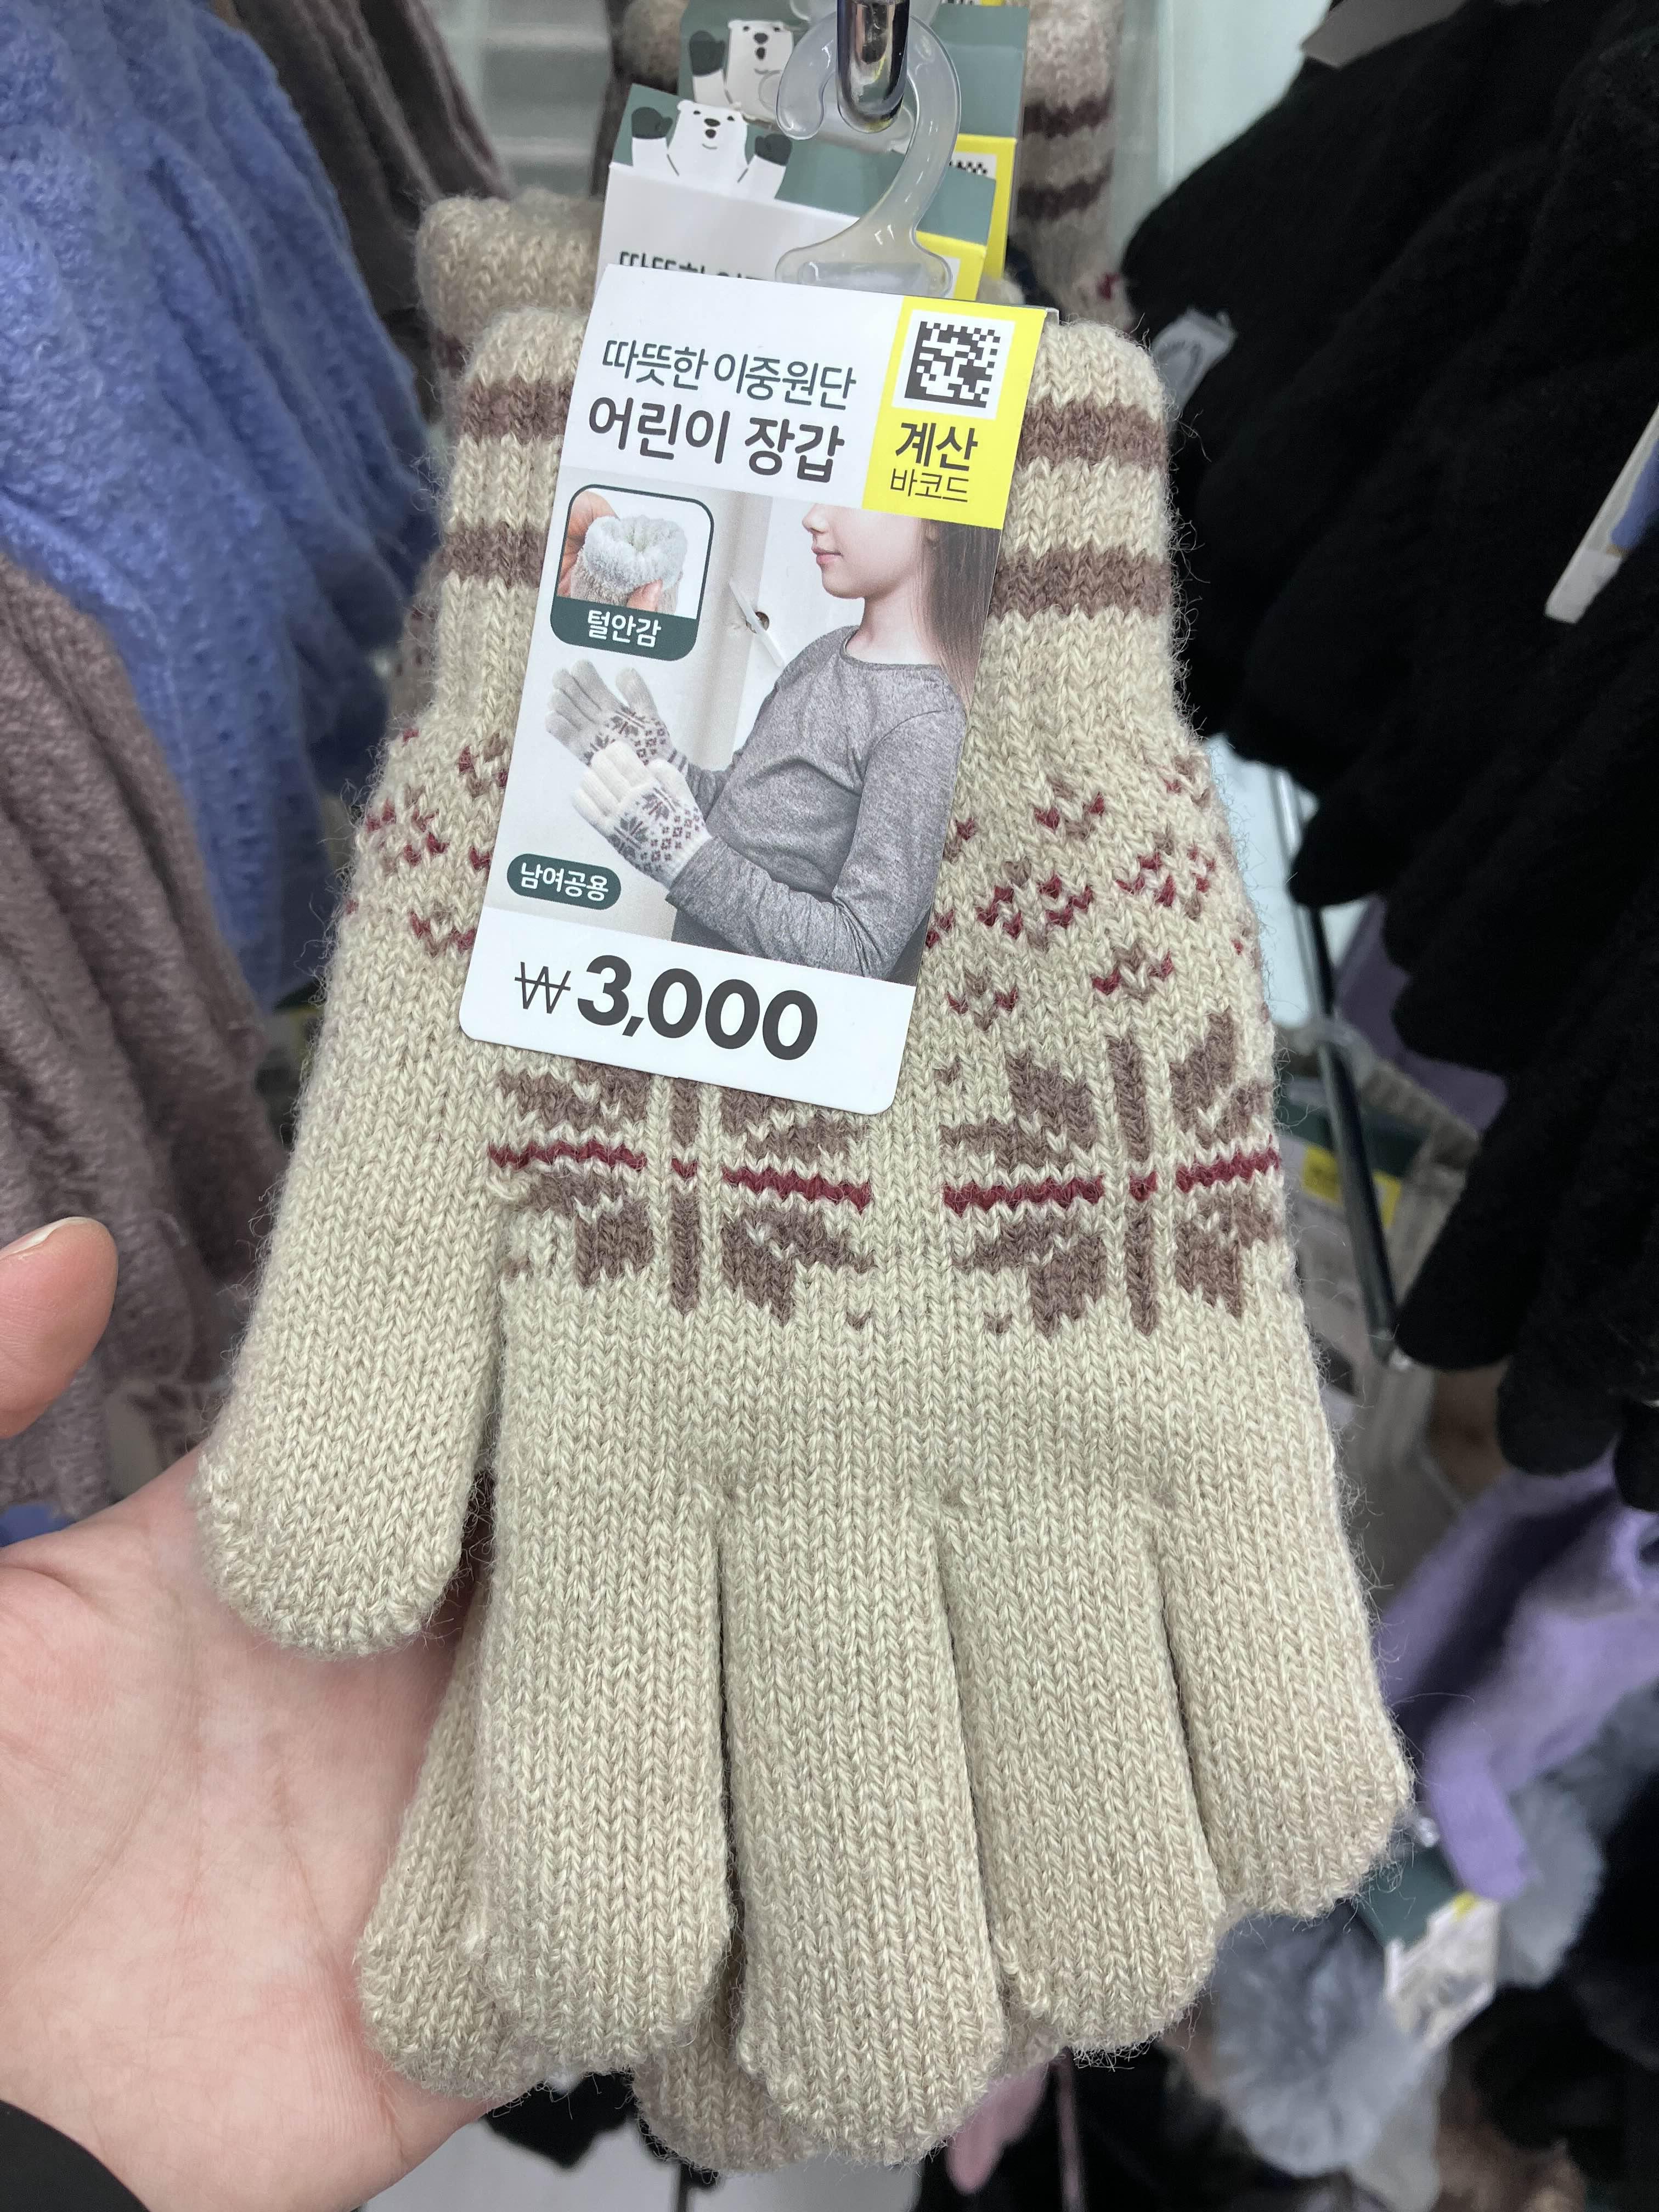 따뜻한 이중원단
어린이 장갑
계산
바코드
털안감
남여공용
₩3,000